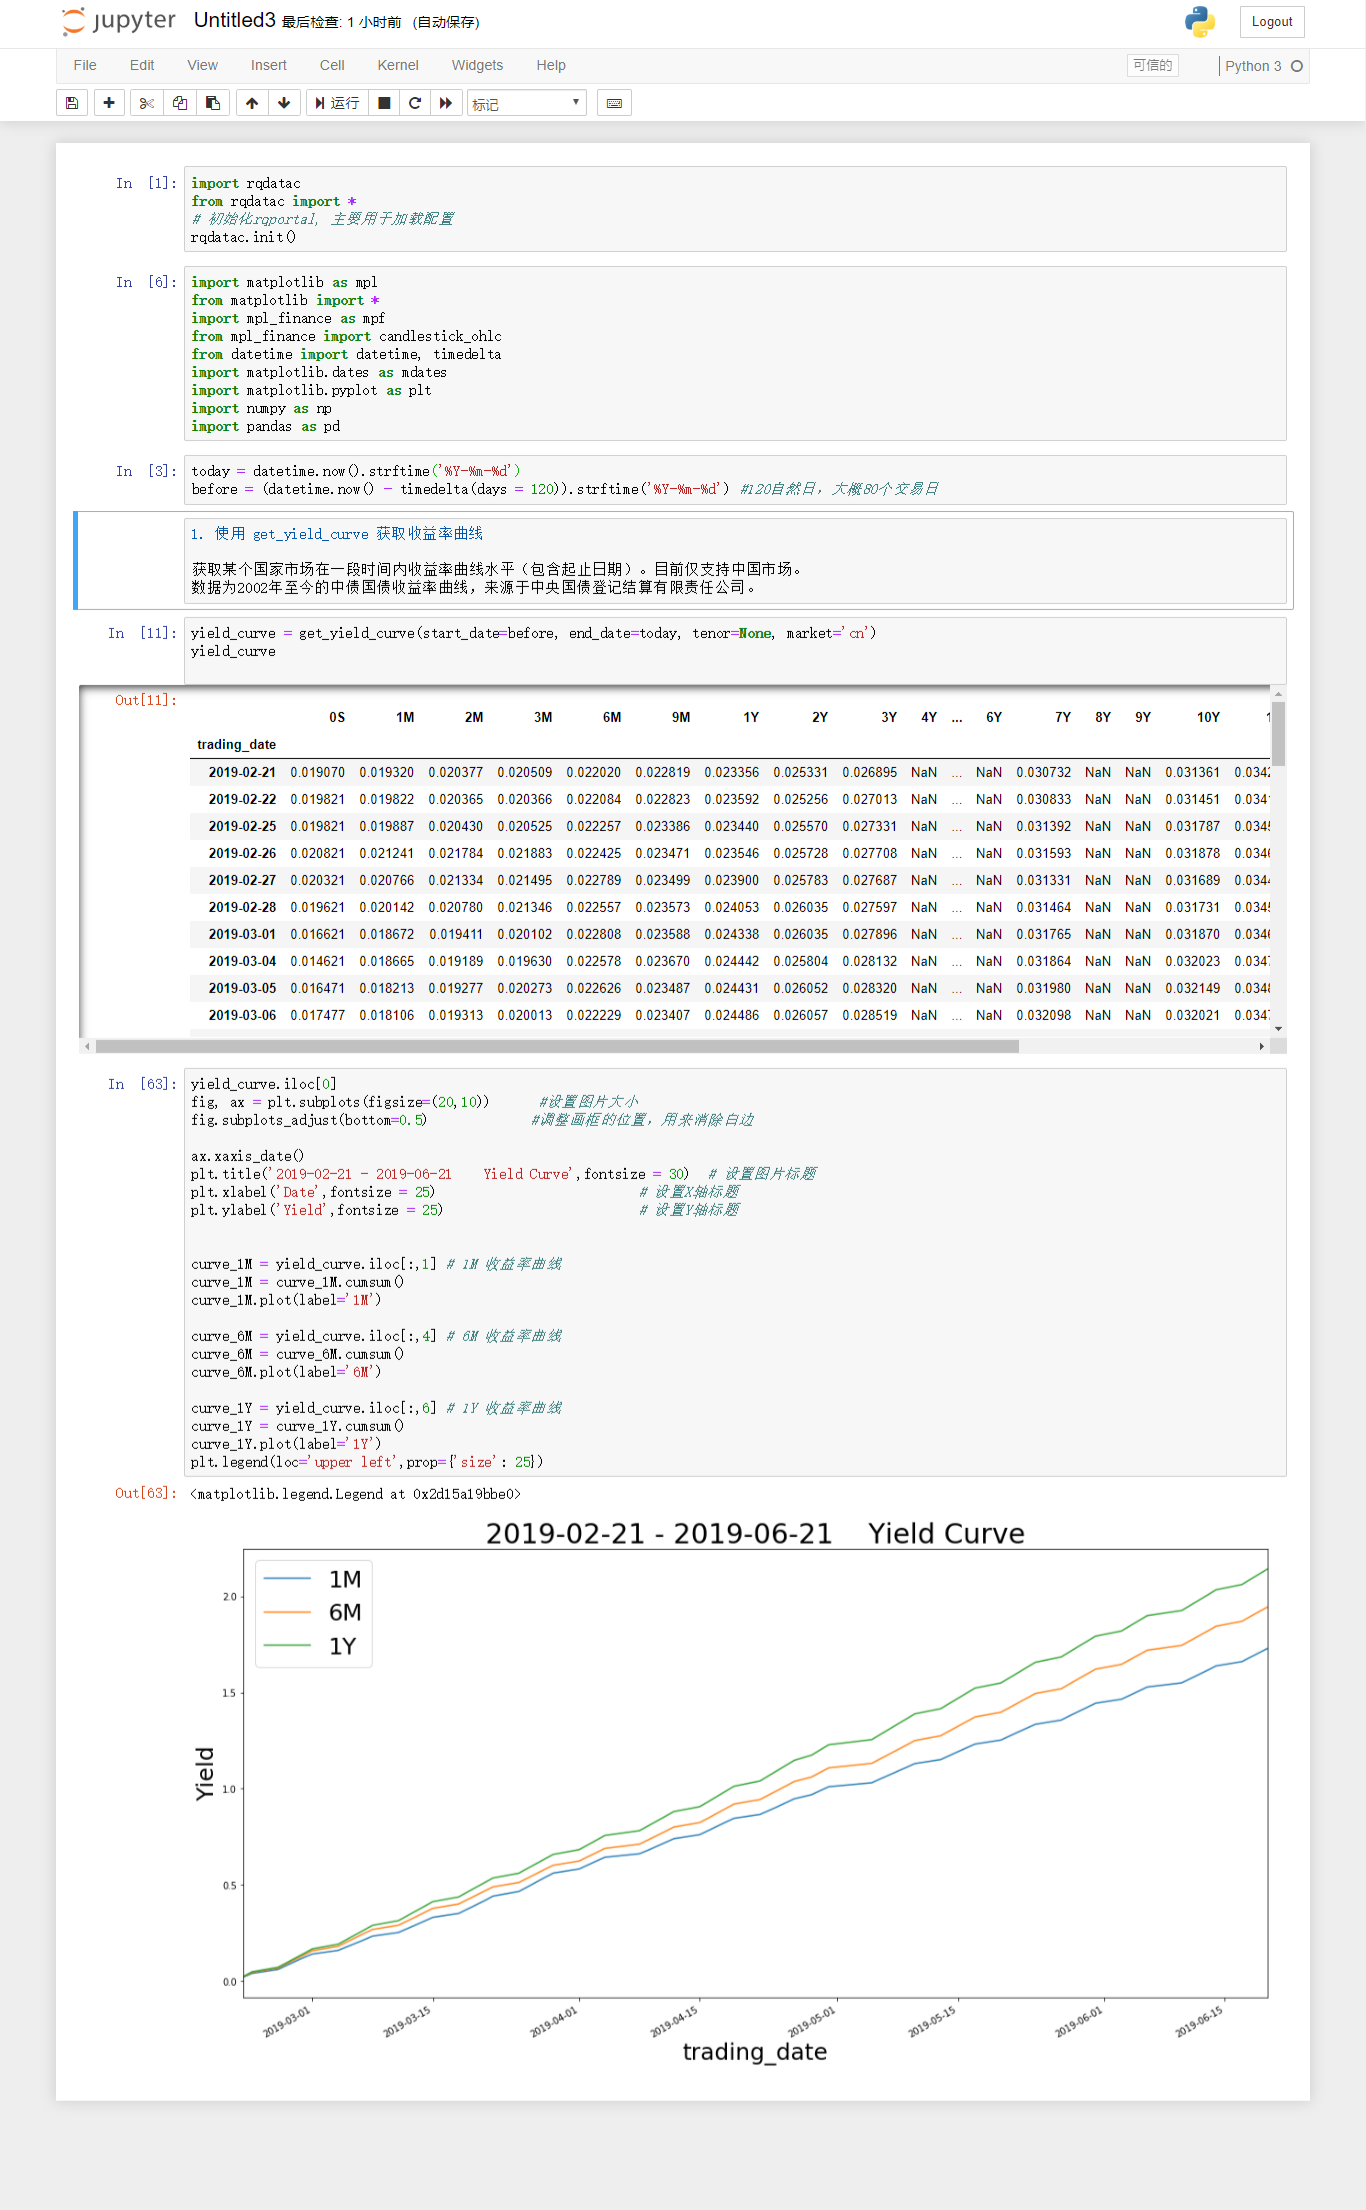 jupyter Untitled3 最后检查: 1 小时前 (自动保存) Logout
File Edit View Insert Cell Kernel Widgets Help 可信的 Python 3
运行 标记
In [1]: import rqdatac
from rqdatac import *
# 初始化rqportal, 主要用于加载配置
rqdatac.init()
In [6]: import matplotlib as mpl
from matplotlib import *
import mpl_finance as mpf
from mpl_finance import candlestick_ohlc
from datetime import datetime, timedelta
import matplotlib.dates as mdates
import matplotlib.pyplot as plt
import numpy as np
import pandas as pd
In [3]: today = datetime.now().strftime('%Y-%m-%d')
before = (datetime.now() - timedelta(days = 120)).strftime('%Y-%m-%d') #120自然日，大概80个交易日
1. 使用 get_yield_curve 获取收益率曲线
获取某个国家市场在一段时间内收益率曲线水平（包含起止日期）。目前仅支持中国市场。
数据为2002年至今的中债国债收益率曲线，来源于中央国债登记结算有限责任公司。
In [11]: yield_curve = get_yield_curve(start_date=before, end_date=today, tenor=None, market='cn')
yield_curve
Out[11]:
0S 1M 2M 3M 6M 9M 1Y 2Y 3Y 4Y ... 6Y 7Y 8Y 9Y 10Y
trading_date
2019-02-21 0.019070 0.019320 0.020377 0.020509 0.022020 0.022819 0.023356 0.025331 0.026895 NaN ... NaN 0.030732 NaN NaN 0.031361 0.034
2019-02-22 0.019821 0.019822 0.020365 0.020366 0.022084 0.022823 0.023592 0.025256 0.027013 NaN ... NaN 0.030833 NaN NaN 0.031451 0.034
2019-02-25 0.019821 0.019887 0.020430 0.020525 0.022257 0.023386 0.023440 0.025570 0.027331 NaN ... NaN 0.031392 NaN NaN 0.031787 0.034
2019-02-26 0.020821 0.021241 0.021784 0.021883 0.022425 0.023471 0.023546 0.025728 0.027708 NaN ... NaN 0.031593 NaN NaN 0.031878 0.034
2019-02-27 0.020321 0.020766 0.021334 0.021495 0.022789 0.023499 0.023900 0.025783 0.027687 NaN ... NaN 0.031331 NaN NaN 0.031689 0.034
2019-02-28 0.019621 0.020142 0.020780 0.021346 0.022557 0.023573 0.024053 0.026035 0.027597 NaN ... NaN 0.031464 NaN NaN 0.031731 0.034
2019-03-01 0.016621 0.018672 0.019411 0.020102 0.022808 0.023588 0.024338 0.026035 0.027896 NaN ... NaN 0.031765 NaN NaN 0.031870 0.034
2019-03-04 0.014621 0.018665 0.019189 0.019630 0.022578 0.023670 0.024442 0.025804 0.028132 NaN ... NaN 0.031864 NaN NaN 0.032023 0.034
2019-03-05 0.016471 0.018213 0.019277 0.020273 0.022626 0.023487 0.024431 0.026052 0.028320 NaN ... NaN 0.031980 NaN NaN 0.032149 0.034
2019-03-06 0.017477 0.018106 0.019313 0.020013 0.022229 0.023407 0.024486 0.026057 0.028519 NaN ... NaN 0.032098 NaN NaN 0.032021 0.034
In [63]: yield_curve.iloc[0]
fig, ax = plt.subplots(figsize=(20,10)) #设置图片大小
fig.subplots_adjust(bottom=0.5) #调整画框的位置，用来消除白边
ax.xaxis_date()
plt.title('2019-02-21 - 2019-06-21 Yield Curve',fontsize = 30) # 设置图片标题
plt.xlabel('Date',fontsize = 25) # 设置X轴标题
plt.ylabel('Yield',fontsize = 25) # 设置Y轴标题
curve_1M = yield_curve.iloc[:,1] # 1M 收益率曲线
curve_1M = curve_1M.cumsum()
curve_1M.plot(label='1M')
curve_6M = yield_curve.iloc[:,4] # 6M 收益率曲线
curve_6M = curve_6M.cumsum()
curve_6M.plot(label='6M')
curve_1Y = yield_curve.iloc[:,6] # 1Y 收益率曲线
curve_1Y = curve_1Y.cumsum()
curve_1Y.plot(label='1Y')
plt.legend(loc='upper left',prop={'size': 25})
Out[63]: <matplotlib.legend.Legend at 0x2d15a19bbe0>
2019-02-21 - 2019-06-21 Yield Curve
1M
6M
1Y
2.0
1.5
1.0
0.5
0.0
Yield
2019-03-01 2019-03-15 2019-04-01 2019-04-15 2019-05-01 2019-05-15 2019-06-01 2019-06-15
trading_date